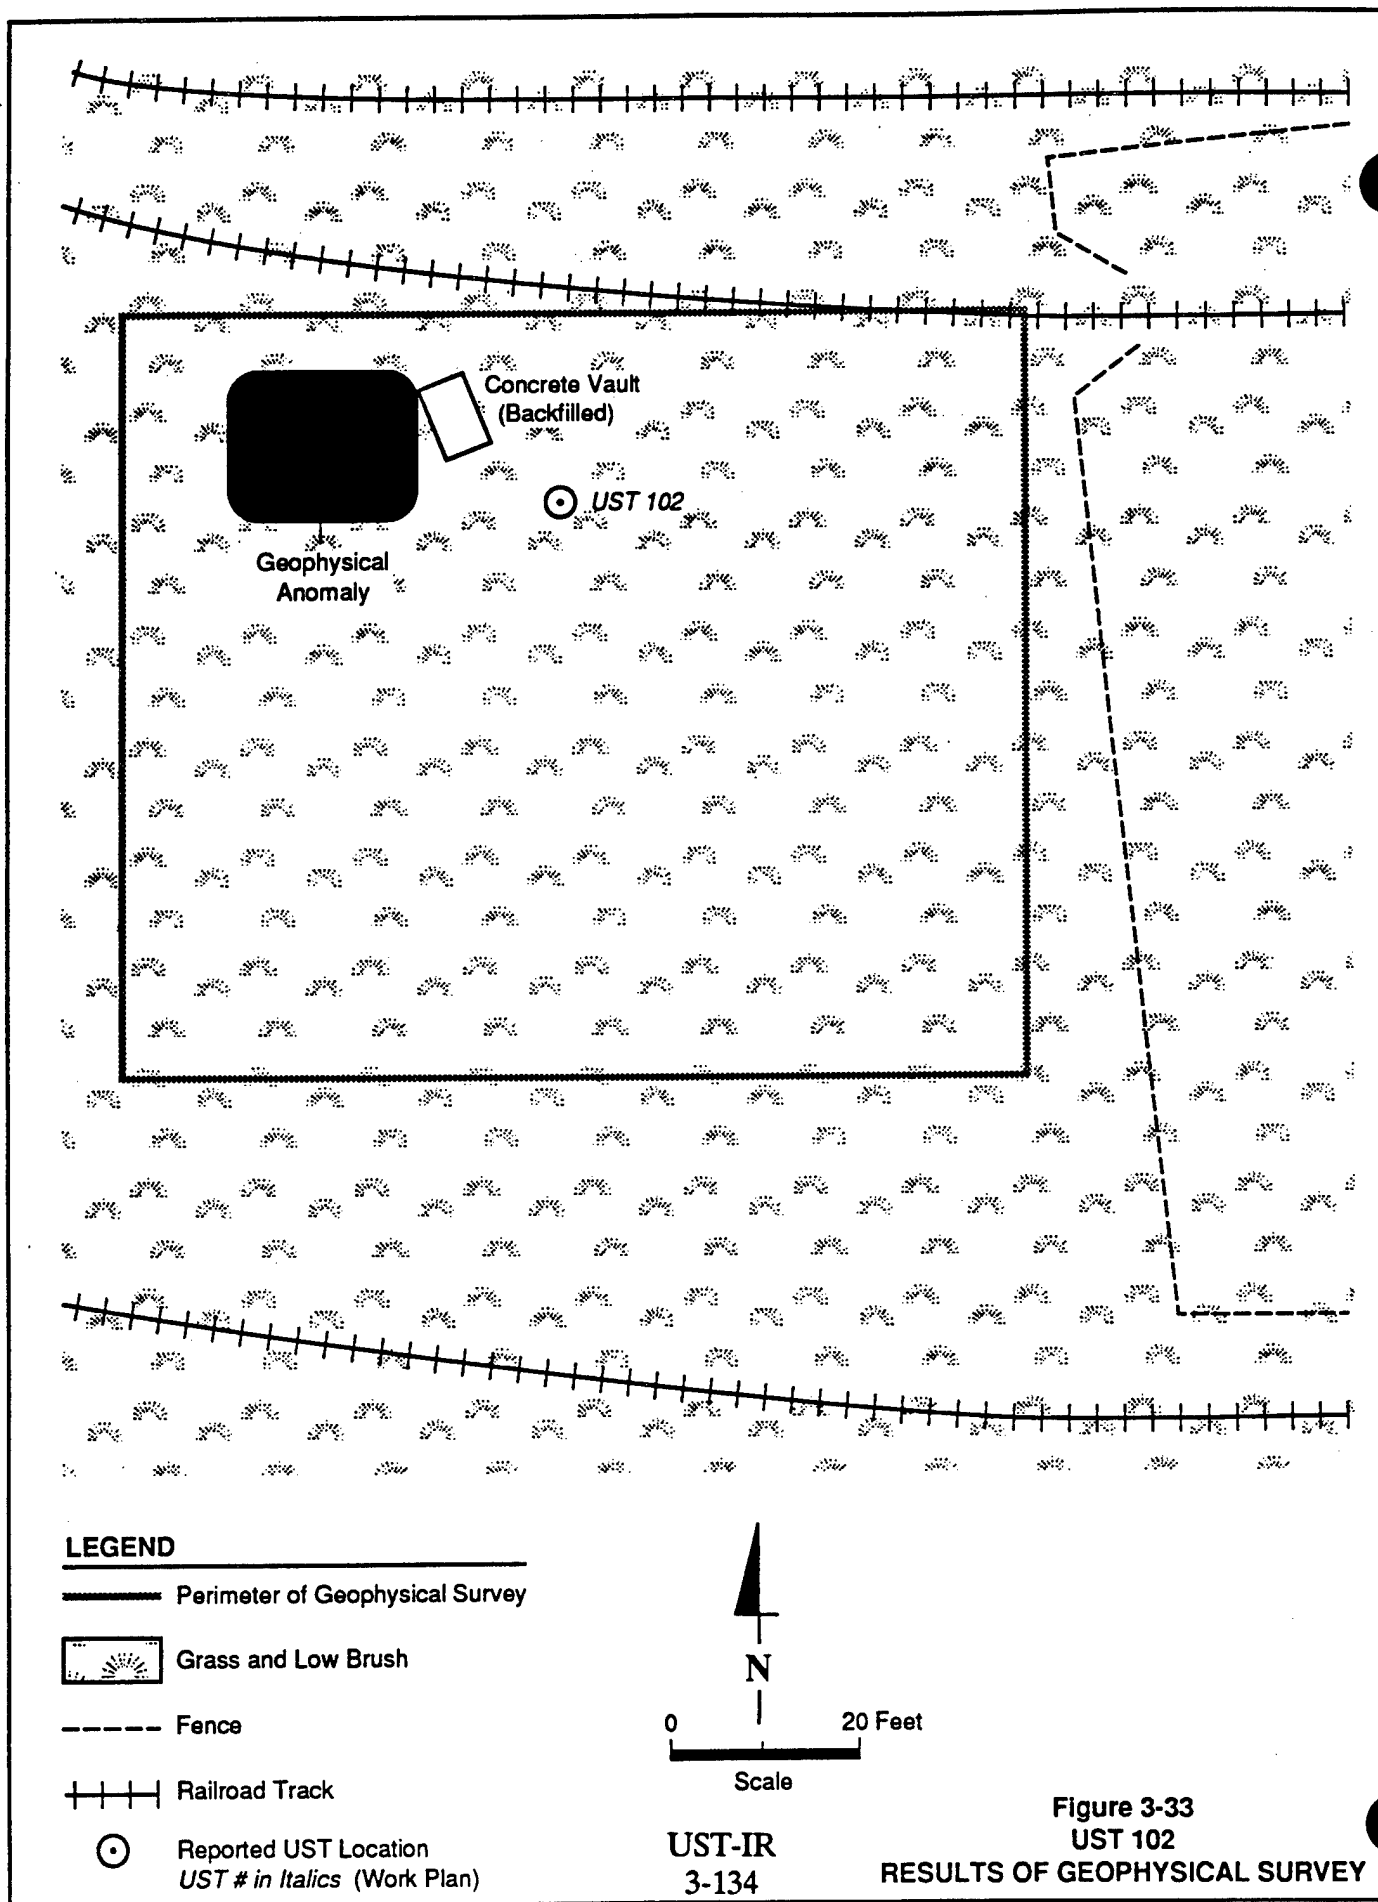 Concrete Vault
(Backfilled)
UST 102
Geophysical
Anomaly
LEGEND
Perimeter of Geophysical Survey
Grass and Low Brush
Fence
Railroad Track
Reported UST Location
UST # in Italics (Work Plan)
N
0 20 Feet
Scale
UST-IR
3-134
Figure 3-33
UST 102
RESULTS OF GEOPHYSICAL SURVEY